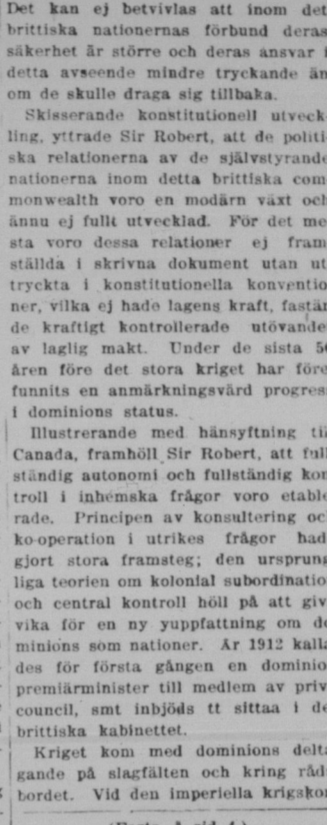 Det kan ej betvivlas att inom det
brittiska nationernas förbund deras
säkerhet är större och deras ansvar i
detta avseende mindre tryckande än
om de skulle draga sig tillbaka.
Skisserande konstitutionell utveck
ling, yttrade Sir Robert, att de politi
ska relationerna av de självstyrande
nationerna inom detta brittiska com
monwealth voro en modärn växt och
ännu ej fullt utvecklad. För det me
sta voro dessa relationer ej fram
ställda i skrivna dokument utan ut
tryckta i konstitutionella konventio
ner, vilka ej hade lagens kraft, fastän
de kraftigt kontrollerade utövande
av laglig makt. Under de sista 5
åren före det stora kriget har före
funnits en anmärkningsvärd progres
i dominions status.
Illustrerande med hänsyftning til
Canada, framhöll Sir Robert, att full
ständig autonomi och fullständig kon
troll i inhemska frågor voro etable
rade. Principen av konsultering oc
ko-operation i utrikes frågor had
gjort stora framsteg; den ursprung
liga teorien om kolonial subordinatio
och central kontroll höll på att giv
vika för en ny yuppfattning om do
minions som nationer. År 1912 kalla
des för första gången en dominio
premiärminister till medlem av priv
council, smt inbjöds tt sittaa i de
brittiska kabinettet.
Kriget kom med dominions delta
gande på slagfälten och kring råd
bordet. Vid den imperiella krigskon